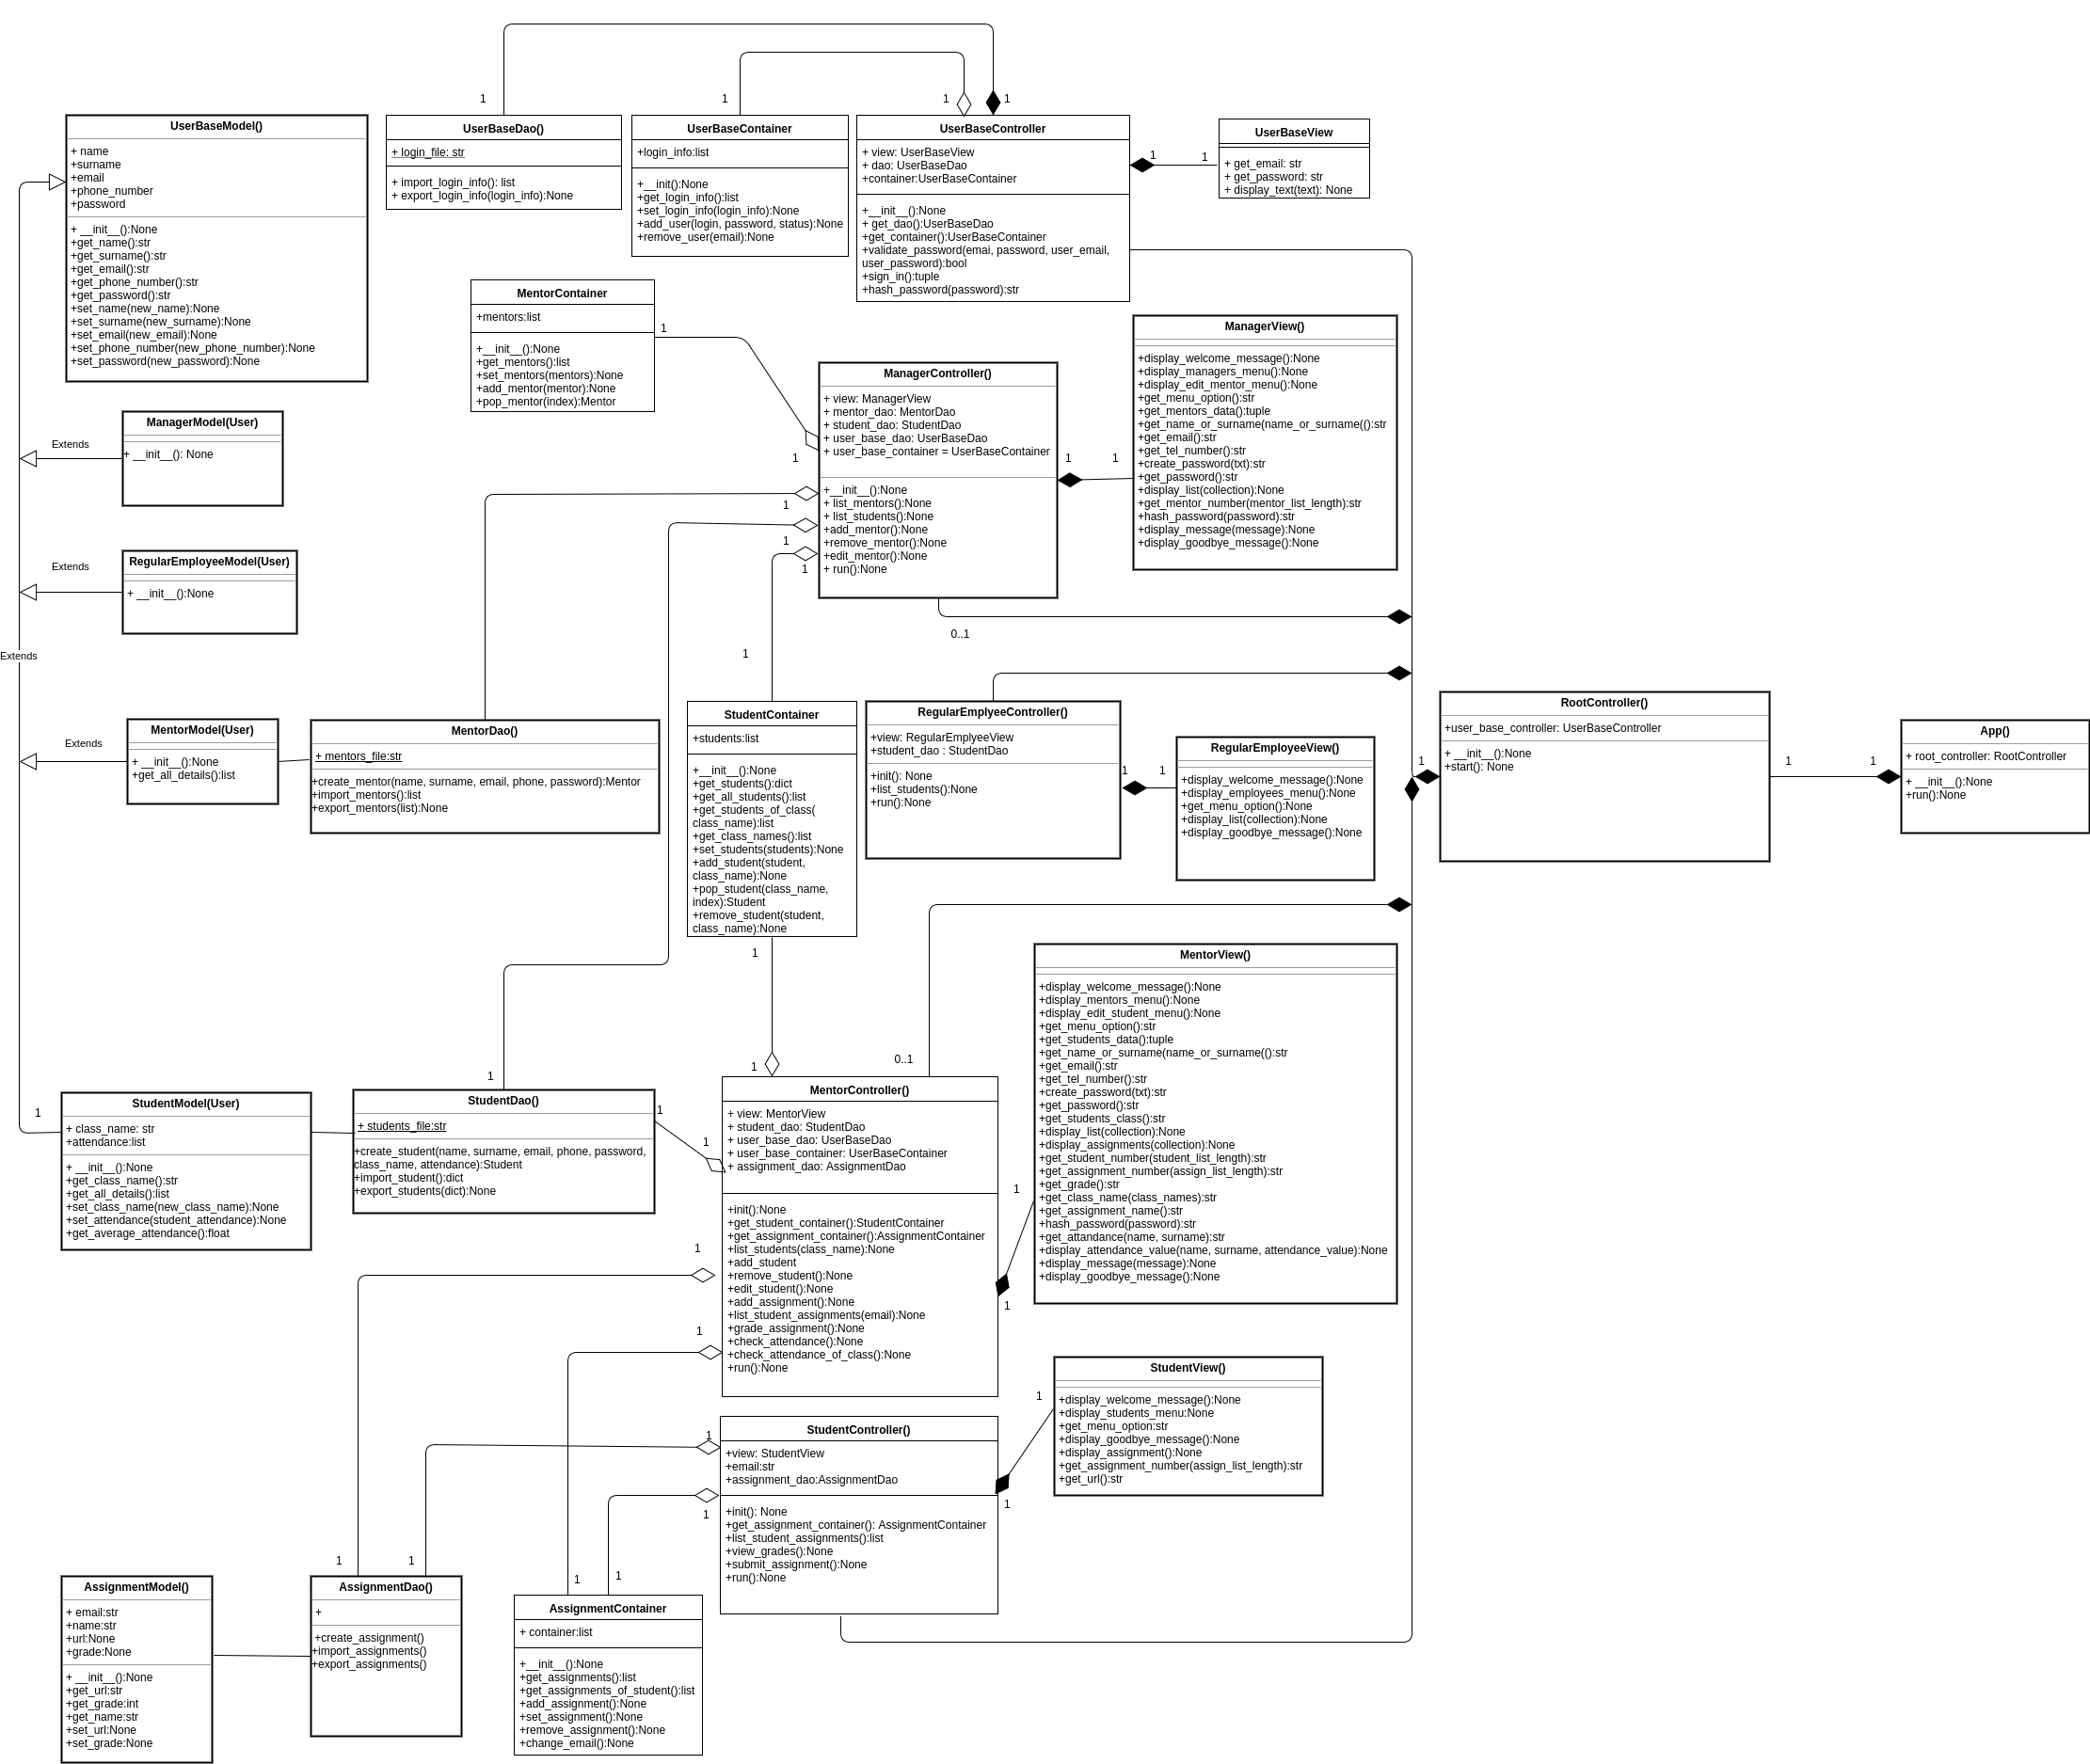 1
1
1
1
UserBaseModel()
+ name
+surname
+email
+phone_number
+password
+ __init__():None
+get_name():str
+get_surname():str
+get_email():str
+get_phone_number():str
+get_password():str
+set_name(new_name):None
+set_surname(new_surname):None
+set_email(new_email):None
+set_phone_number(new_phone_number):None
+set_password(new_password):None
UserBaseDao()
+ login_file: str
+ import_login_info(): list
+ export_login_info(login_info):None
UserBaseContainer
+login_info:list
+__init():None
+get_login_info():list
+set_login_info(login_info):None
+add_user(login, password, status):None
+remove_user(email):None
UserBaseController
+ view: UserBaseView
+ dao: UserBaseDao
+container:UserBaseContainer
+__init__():None
+ get_dao():UserBaseDao
+get_container():UserBaseContainer
+validate_password(emai, password, user_email,
user_password):bool
+sign_in():tuple
+hash_password(password):str
1
1
UserBaseView
+ get_email: str
+ get_password: str
+ display_text(text): None
MentorContainer
+mentors:list
+__init__():None
+get_mentors():list
+set_mentors(mentors):None
+add_mentor(mentor):None
+pop_mentor(index):Mentor
1
ManagerController()
+ view: ManagerView
+ mentor_dao: MentorDao
+ student_dao: StudentDao
+ user_base_dao: UserBaseDao
+ user_base_container = UserBaseContainer
+__init__():None
+ list_mentors():None
+ list_students():None
+add_mentor():None
+remove_mentor():None
+edit_mentor():None
+ run():None
1
1
1
1
1
1
ManagerView()
+display_welcome_message():None
+display_managers_menu():None
+display_edit_mentor_menu():None
+get_menu_option():str
+get_mentors_data():tuple
+get_name_or_surname(name_or_surname(():str
+get_email():str
+get_tel_number():str
+create_password(txt):str
+get_password():str
+display_list(collection):None
+get_mentor_number(mentor_list_length):str
+hash_password(password):str
+display_message(message):None
+display_goodbye_message():None
ManagerModel(User)
+ __init__(): None
Extends
RegularEmployeeModel(User)
+ __init__():None
Extends
0..1
1
Extends
MentorModel(User)
+ __init__():None
+get_all_details():list
Extends
MentorDao()
+ mentors_file:str
+create_mentor(name, surname, email, phone, password):Mentor
+import_mentors():list
+export_mentors(list):None
StudentContainer
+students:list
+__init__():None
+get_students():dict
+get_all_students():list
+get_students_of_class(
class_name):list
+get_class_names():list
+set_students(students):None
+add_student(student,
class_name):None
+pop_student(class_name,
index):Student
+remove_student(student,
class_name):None
RegularEmplyeeController()
+view: RegularEmplyeeView
+student_dao : StudentDao
+init(): None
+list_students():None
+run():None
1
1
RegularEmployeeView()
+display_welcome_message():None
+display_employees_menu():None
+get_menu_option():None
+display_list(collection):None
+display_goodbye_message():None
1
RootController()
+user_base_controller: UserBaseController
+ __init__():None
+start(): None
1
1
App()
+ root_controller: RootController
+ __init__():None
+run():None
1
1
0..1
MentorView()
+display_welcome_message():None
+display_mentors_menu():None
+display_edit_student_menu():None
+get_menu_option():str
+get_students_data():tuple
+get_name_or_surname(name_or_surname(():str
+get_email():str
+get_tel_number():str
+create_password(txt):str
+get_password():str
+get_students_class():str
+display_list(collection):None
+display_assignments(collection):None
+get_student_number(student_list_length):str
+get_assignment_number(assign_list_length):str
+get_grade():str
+get_class_name(class_names):str
+get_assignment_name():str
+hash_password(password):str
+get_attandance(name, surname):str
+display_attendance_value(name, surname, attendance_value):None
+display_message(message):None
+display_goodbye_message():None
1
1
StudentModel(User)
+ class_name: str
+attendance:list
+ __init__():None
+get_class_name():str
+get_all_details():list
+set_class_name(new_class_name):None
+set_attendance(student_attendance):None
+get_average_attendance():float
StudentDao()
+ students_file:str
+create_student(name, surname, email, phone, password,
class_name, attendance):Student
+import_student():dict
+export_students(dict):None
1
1
MentorController()
+ view: MentorView
+ student_dao: StudentDao
+ user_base_dao: UserBaseDao
+ user_base_container: UserBaseContainer
+ assignment_dao: AssignmentDao
+init():None
+get_student_container():StudentContainer
+get_assignment_container():AssignmentContainer
+list_students(class_name):None
+add_student
+remove_student():None
+edit_student():None
+add_assignment():None
+list_student_assignments(email):None
+grade_assignment():None
+check_attendance():None
+check_attendance_of_class():None
+run():None
1
1
1
1
StudentController()
+view: StudentView
+email:str
+assignment_dao:AssignmentDao
+init(): None
+get_assignment_container(): AssignmentContainer
+list_student_assignments():list
+view_grades():None
+submit_assignment():None
+run():None
1
1
1
1
StudentView()
+display_welcome_message():None
+display_students_menu:None
+get_menu_option:str
+display_goodbye_message():None
+display_assignment():None
+get_assignment_number(assign_list_length):str
+get_url():str
1
1
1
1
AssignmentModel()
+ email:str
+name:str
+url:None
+grade:None
+ __init__():None
+get_url:str
+get_grade:int
+get_name:str
+set_url:None
+set_grade:None
AssignmentDao()
+
+create_assignment()
+import_assignments()
+export_assignments()
AssignmentContainer
+ container:list
+__init__():None
+get_assignments():list
+get_assignments_of_student():list
+add_assignment():None
+set_assignment():None
+remove_assignment():None
+change_email():None